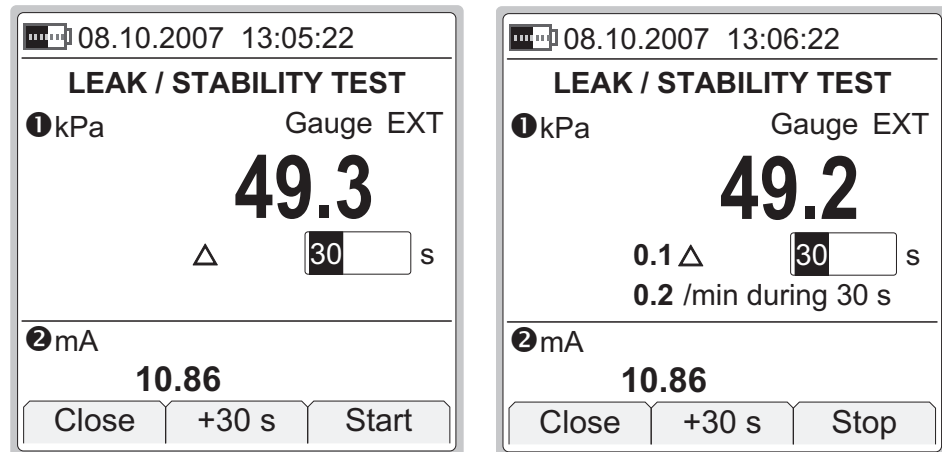 08.10.2007 13:05:22
LEAK / STABILITY TEST
❶kPa Gauge EXT
49.3
△ 30 s
❷mA
10.86
Close +30 s Start
08.10.2007 13:06:22
LEAK / STABILITY TEST
❶kPa Gauge EXT
49.2
0.1 △ 30 s
0.2 /min during 30 s
❷mA
10.86
Close +30 s Stop